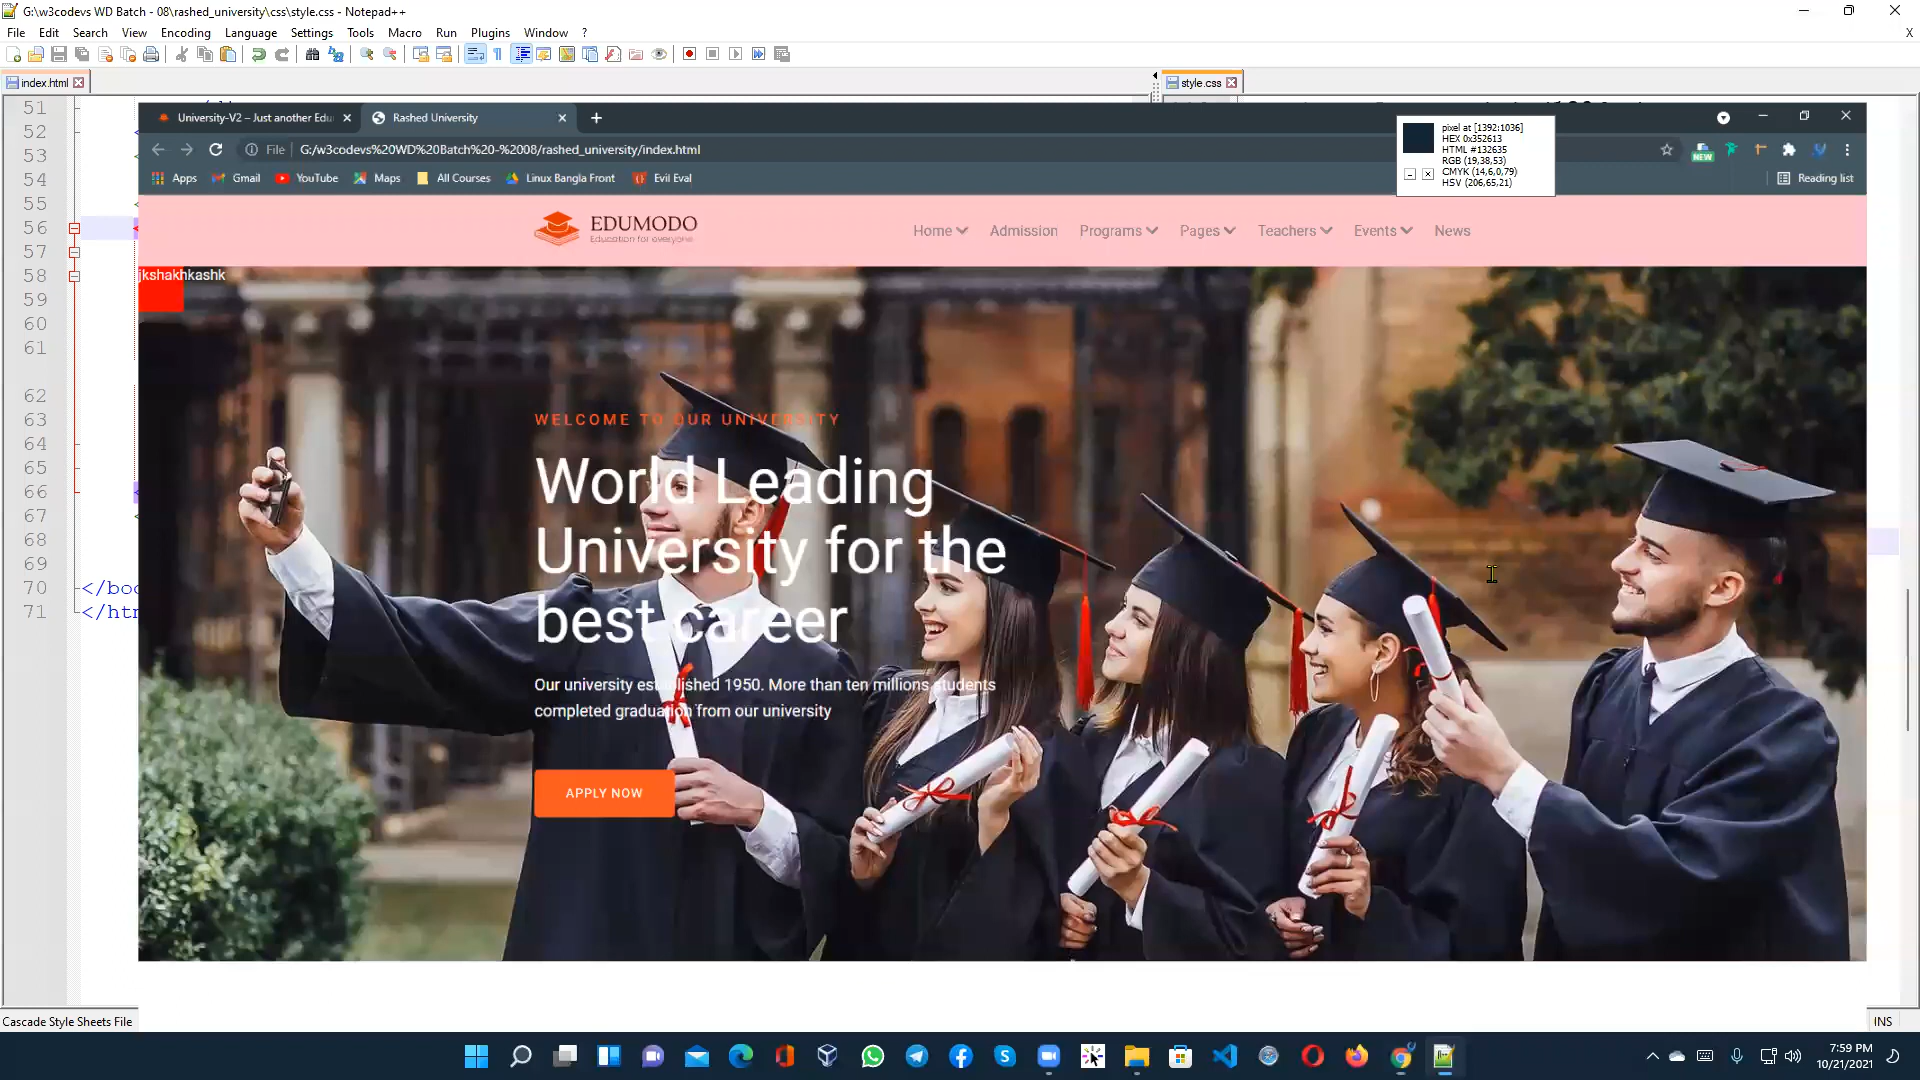 G:\w3codevs WD Batch - 08\rashed_university\css\style.css - Notepad++
File Edit Search View Encoding Language Settings Tools Macro Run Plugins Window ? X
index.html style.css
51
52
53
54
55
56
57
58
59
60
61
62
63
64
65
66
67
68
69
70 </boo
71 </htm
University-V2 – Just another Edu Rashed University
File G:/w3codevs%20WD%20Batch%20-%2008/rashed_university/index.html
NEW
Apps Gmail YouTube Maps All Courses Linux Bangla Front Evil Eval Reading list
pixel at [1392:1036]
HEX 0x352613
HTML #132635
RGB (19,38,53)
CMYK (14,6,0,79)
HSV (206,65,21)
EDUMODO
Education for everyone
Home Admission Programs Pages Teachers Events News
jkshakhkashk
WELCOME TO OUR UNIVERSITY
World Leading
University for the
best career
Our university established 1950. More than ten millions students
completed graduation from our university
APPLY NOW
Cascade Style Sheets File INS
7:59 PM
10/21/2021